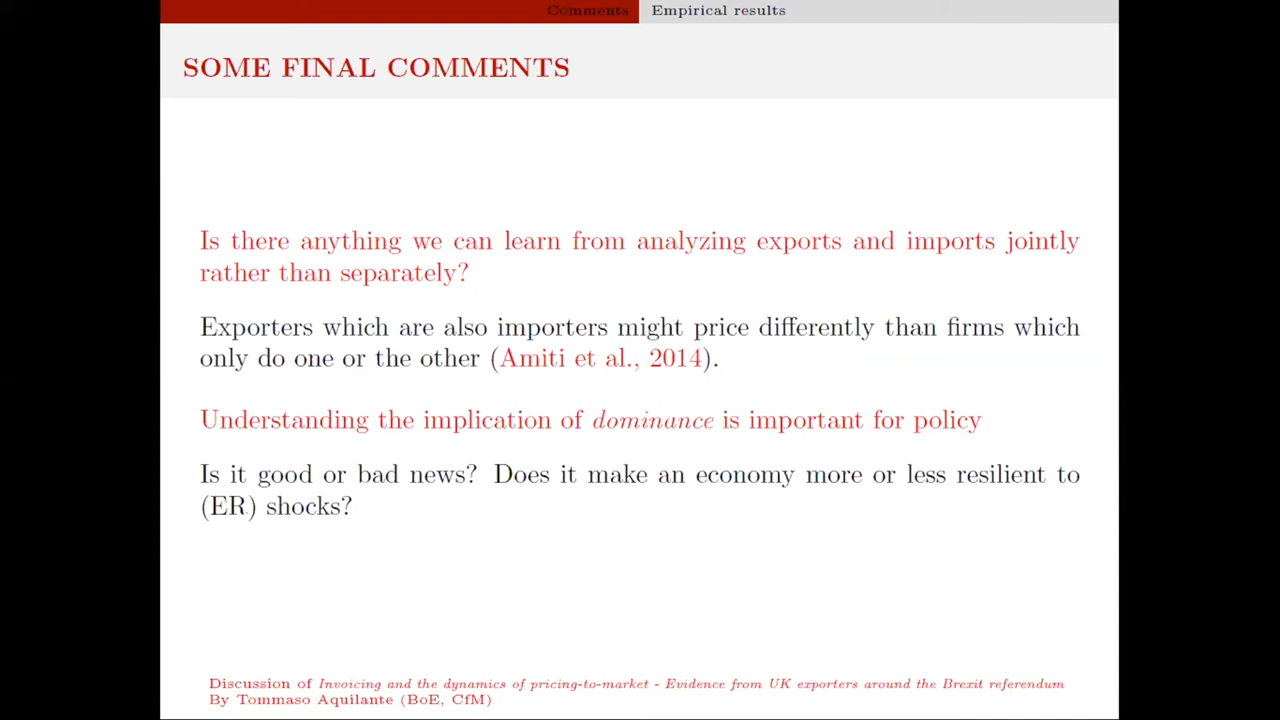 Comments Empirical results
SOME FINAL COMMENTS
Is there anything we can learn from analyzing exports and imports jointly
rather than separately?
Exporters which are also importers might price differently than firms which
only do one or the other (Amiti et al., 2014).
Understanding the implication of dominance is important for policy
Is it good or bad news? Does it make an economy more or less resilient to
(ER) shocks?
Discussion of Invoicing and the dynamics of pricing-to-market - Evidence from UK exporters around the Brexit referendum
By Tommaso Aquilante (BoE, CfM)